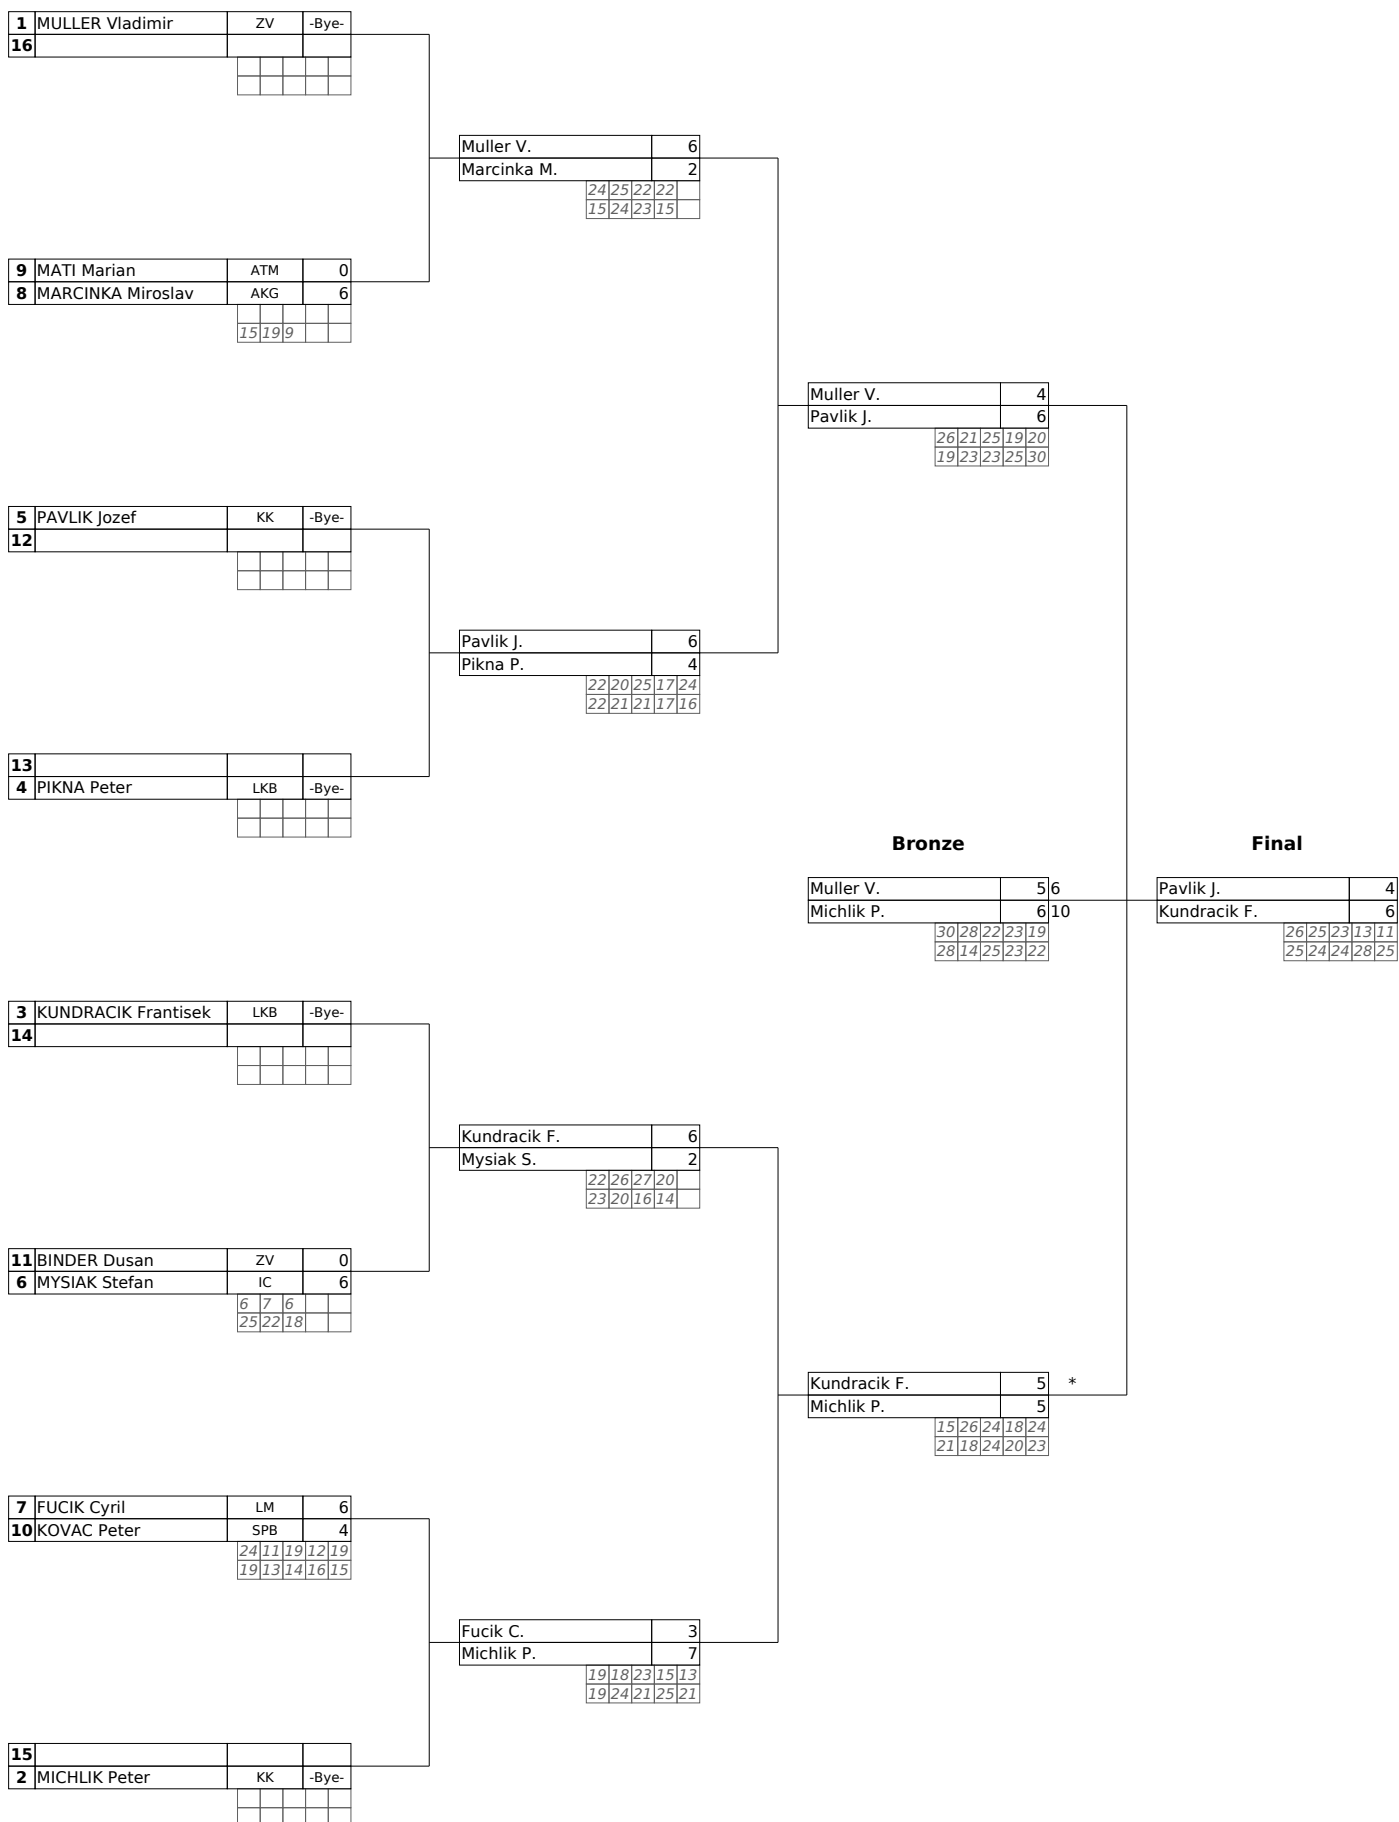 1 MULLER Vladimir ZV -Bye-
16
Muller V. 6
Marcinka M. 2
24 25 22 22
15 24 23 15
9 MATI Marian ATM 0
8 MARCINKA Miroslav AKG 6
15 19 9
Muller V. 4
Pavlik J. 6
26 21 25 19 20
19 23 23 25 30
5 PAVLIK Jozef KK -Bye-
12
Pavlik J. 6
Pikna P. 4
22 20 25 17 24
22 21 21 17 16
13
4 PIKNA Peter LKB -Bye-
Bronze
Muller V. 5 6
Michlik P. 6 10
30 28 22 23 19
28 14 25 23 22
Final
Pavlik J. 4
Kundracik F. 6
26 25 23 13 11
25 24 24 28 25
3 KUNDRACIK Frantisek LKB -Bye-
14
Kundracik F. 6
Mysiak S. 2
22 26 27 20
23 20 16 14
11 BINDER Dusan ZV 0
6 MYSIAK Stefan IC 6
6 7 6
25 22 18
Kundracik F. 5 *
Michlik P. 5
15 26 24 18 24
21 18 24 20 23
7 FUCIK Cyril LM 6
10 KOVAC Peter SPB 4
24 11 19 12 19
19 13 14 16 15
Fucik C. 3
Michlik P. 7
19 18 23 15 13
19 24 21 25 21
15
2 MICHLIK Peter KK -Bye-